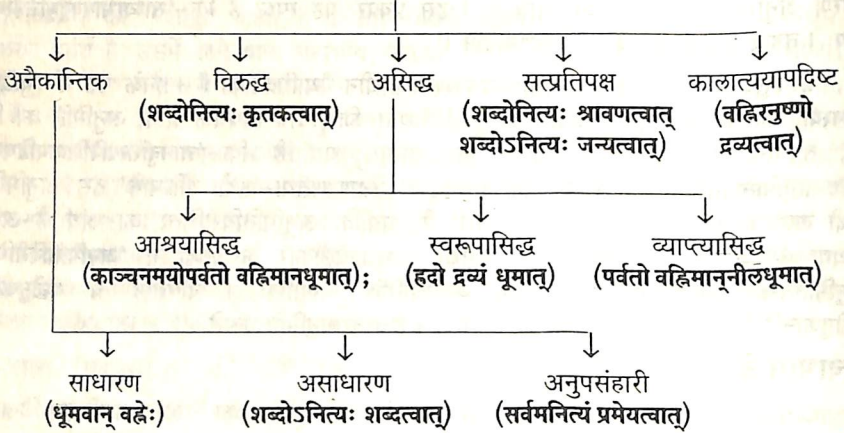 अनैकान्तिक विरुद्ध असिद्ध सत्प्रतिपक्ष कालात्ययापदिष्ट
(शब्दोनित्यः कृतकत्वात्) (शब्दोनित्यः श्रावणत्वात् (वह्निरनुष्णो
शब्दोऽनित्यः जन्यत्वात्) द्रव्यत्वात्)
आश्रयासिद्ध स्वरूपासिद्ध व्याप्त्यासिद्ध
(काञ्चनमयोपर्वतो वह्निमानधूमात्); (हदो द्रव्यं धूमात्) (पर्वतो वह्निमान्नीलधूमात्)
साधारण असाधारण अनुपसंहारी
(धूमवान् वह्नेः) (शब्दोऽनित्यः शब्दत्वात्) (सर्वमनित्यं प्रमेयत्वात्)